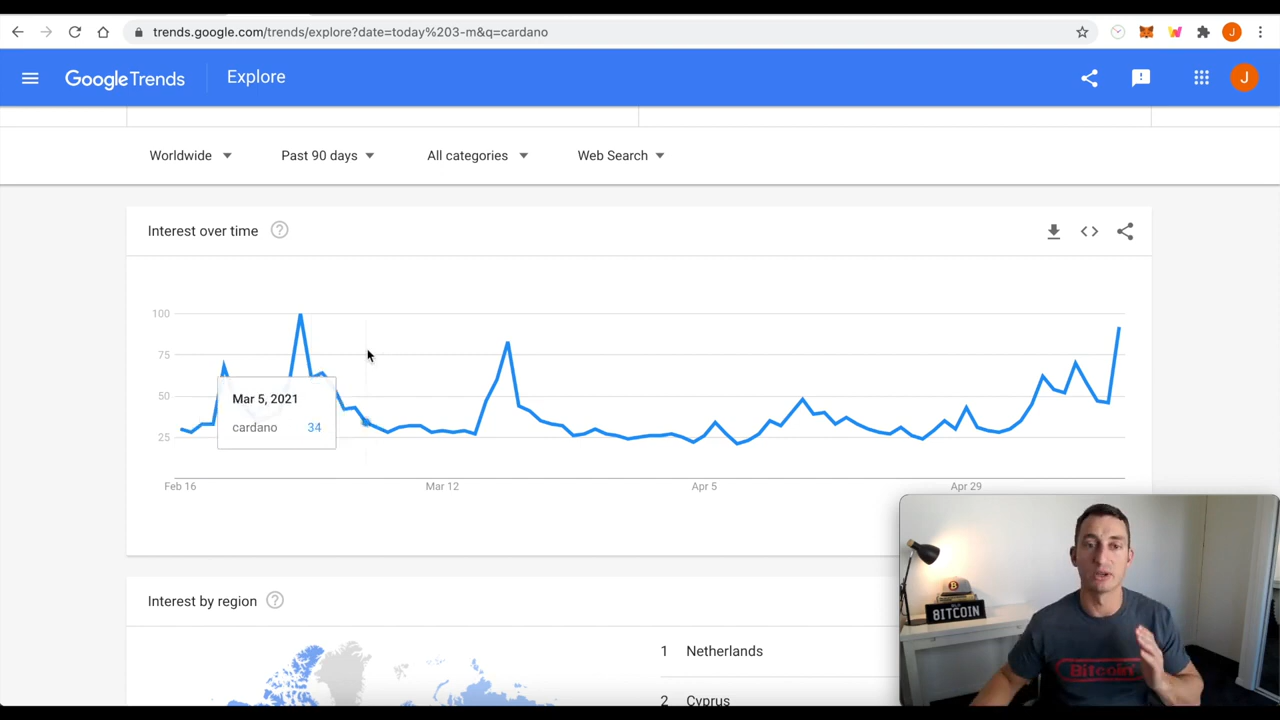 trends.google.com/trends/explore?date=today%203-m&q=cardano
J
Google Trends
Explore
J
Worldwide
Past 90 days
All categories
Web Search
Interest over time
?
100
75
50
25
Mar 5, 2021
cardano 34
Feb 16
Mar 12
Apr 5
Apr 29
Interest by region
?
1 Netherlands
2 Cyprus
BITCOIN
Bitcoin